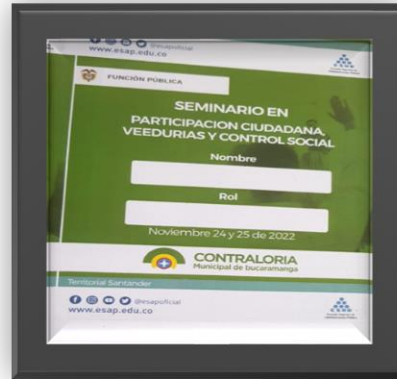 @esapoficial
www.esap.edu.co
FUNCIÓN PÚBLICA
SEMINARIO EN
PARTICIPACION CIUDADANA,
VEEDURIAS Y CONTROL SOCIAL
Nombre
Rol
Noviembre 24 y 25 de 2022
CONTRALORIA
Municipal de bucaramanga
Territorial Santander
@esapoficial
www.esap.edu.co